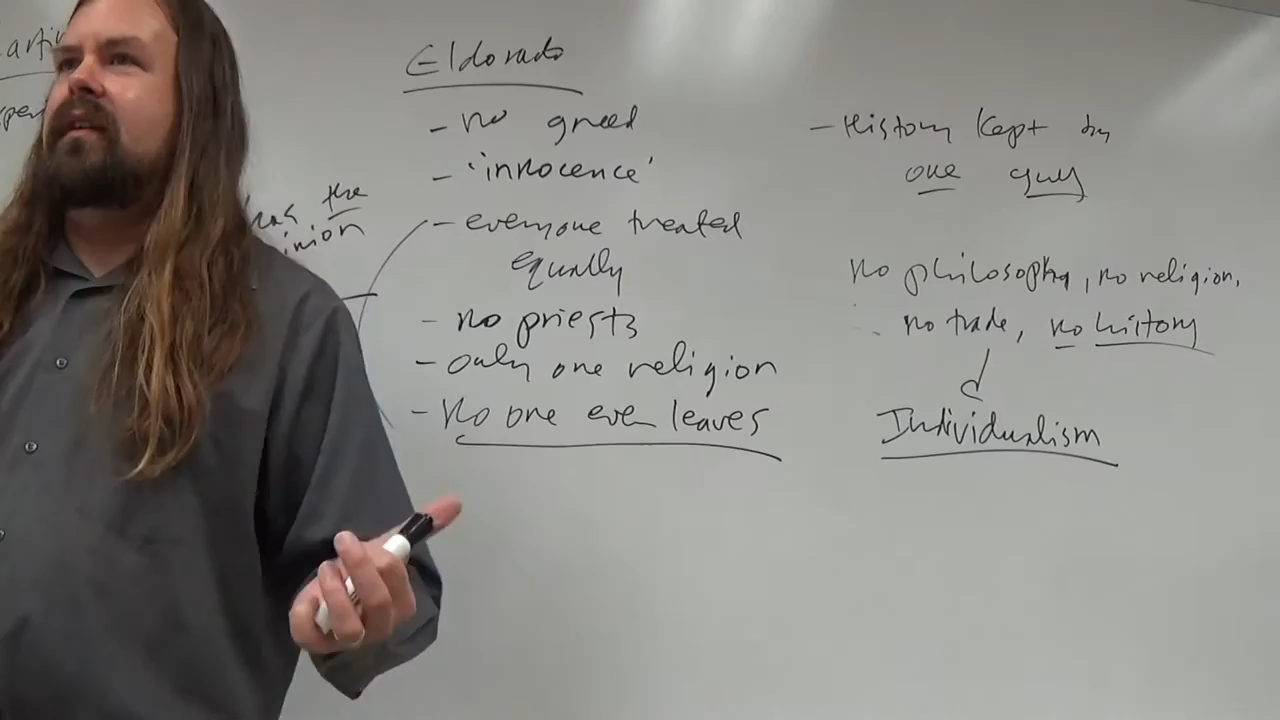 Eldorado
- no greed
- 'innocence'
- everyone treated
equally
- no priests
- only one religion
- no one ever leaves
- History kept by
one guy
no philosophy, no religion,
no trade, no history
Individualism
the